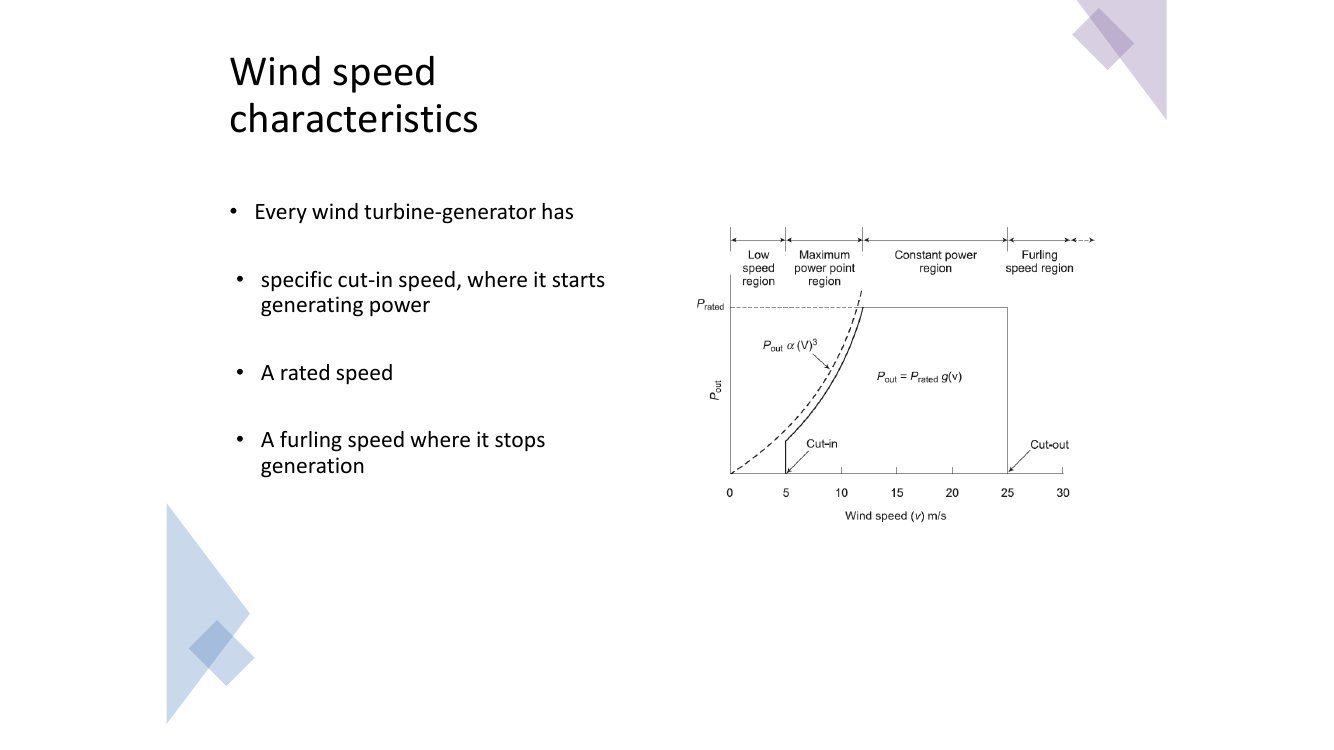 Wind speed
characteristics
• Every wind turbine-generator has
• specific cut-in speed, where it starts
generating power
• A rated speed
• A furling speed where it stops
generation
Low
speed
region
Maximum
power point
region
Constant power
region
Furling
speed region
Prated
Pout α (V)³
Pout = Prated g(v)
Pout
Cut-in
Cut-out
0 5 10 15 20 25 30
Wind speed (v) m/s